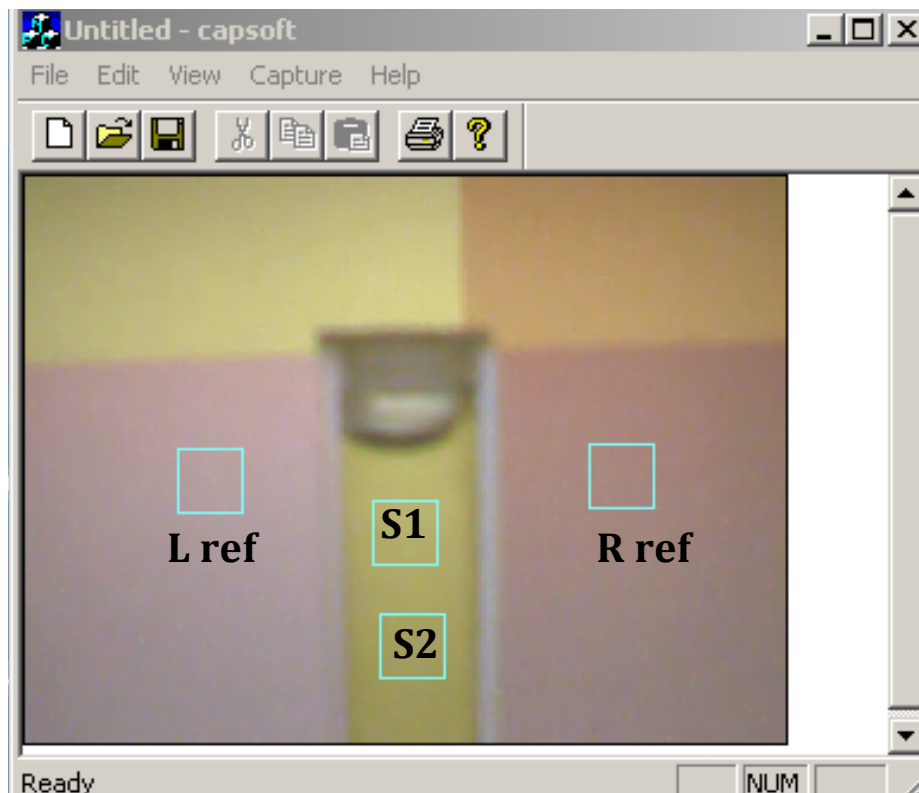 Untitled - capsoft
File Edit View Capture Help
S1
L ref
R ref
S2
Ready
NUM